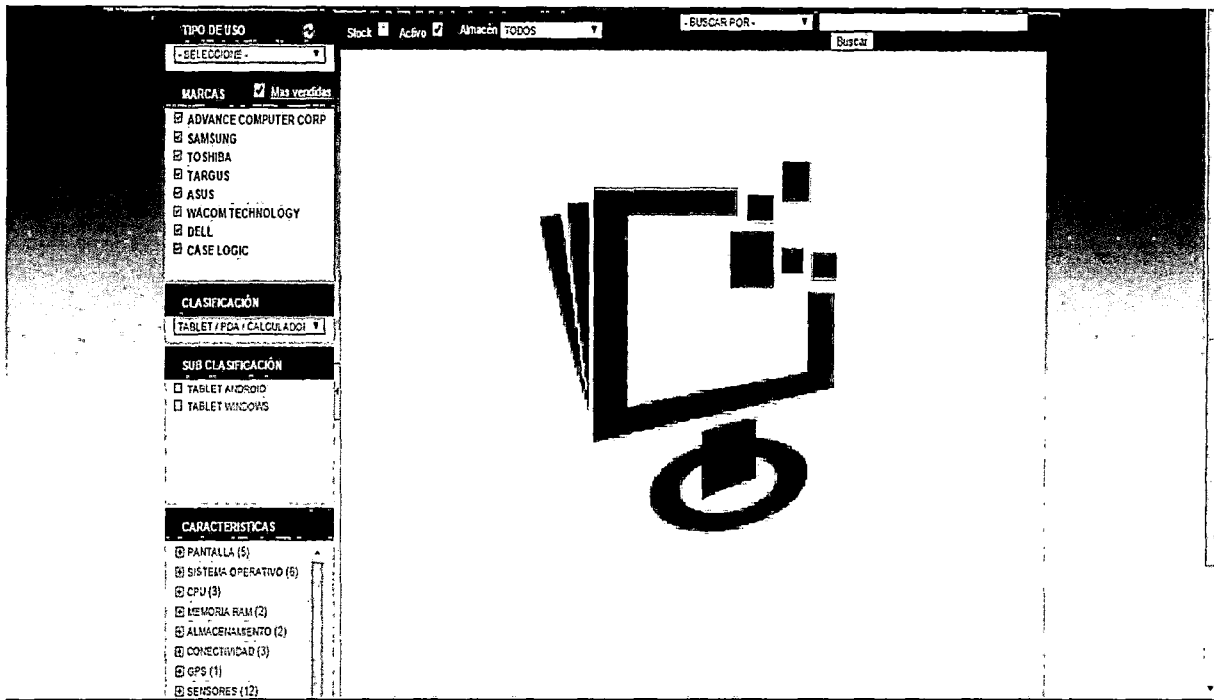 TIPO DE USO
- SELECCIONE -
Stock Activo Almacén TODOS
- BUSCAR POR -
Buscar
MARCAS Mas vendidas
ADVANCE COMPUTER CORP
SAMSUNG
TOSHIBA
TARGUS
ASUS
WACOM TECHNOLOGY
DELL
CASE LOGIC
CLASIFICACIÓN
TABLET / PDA / CALCULADOR
SUB CLASIFICACIÓN
TABLET ANDROID
TABLET WINDOWS
CARACTERISTICAS
PANTALLA (5)
SISTEMA OPERATIVO (6)
CPU (3)
MEMORIA RAM (2)
ALMACENAMIENTO (2)
CONECTIVIDAD (3)
GPS (1)
SENSORES (12)